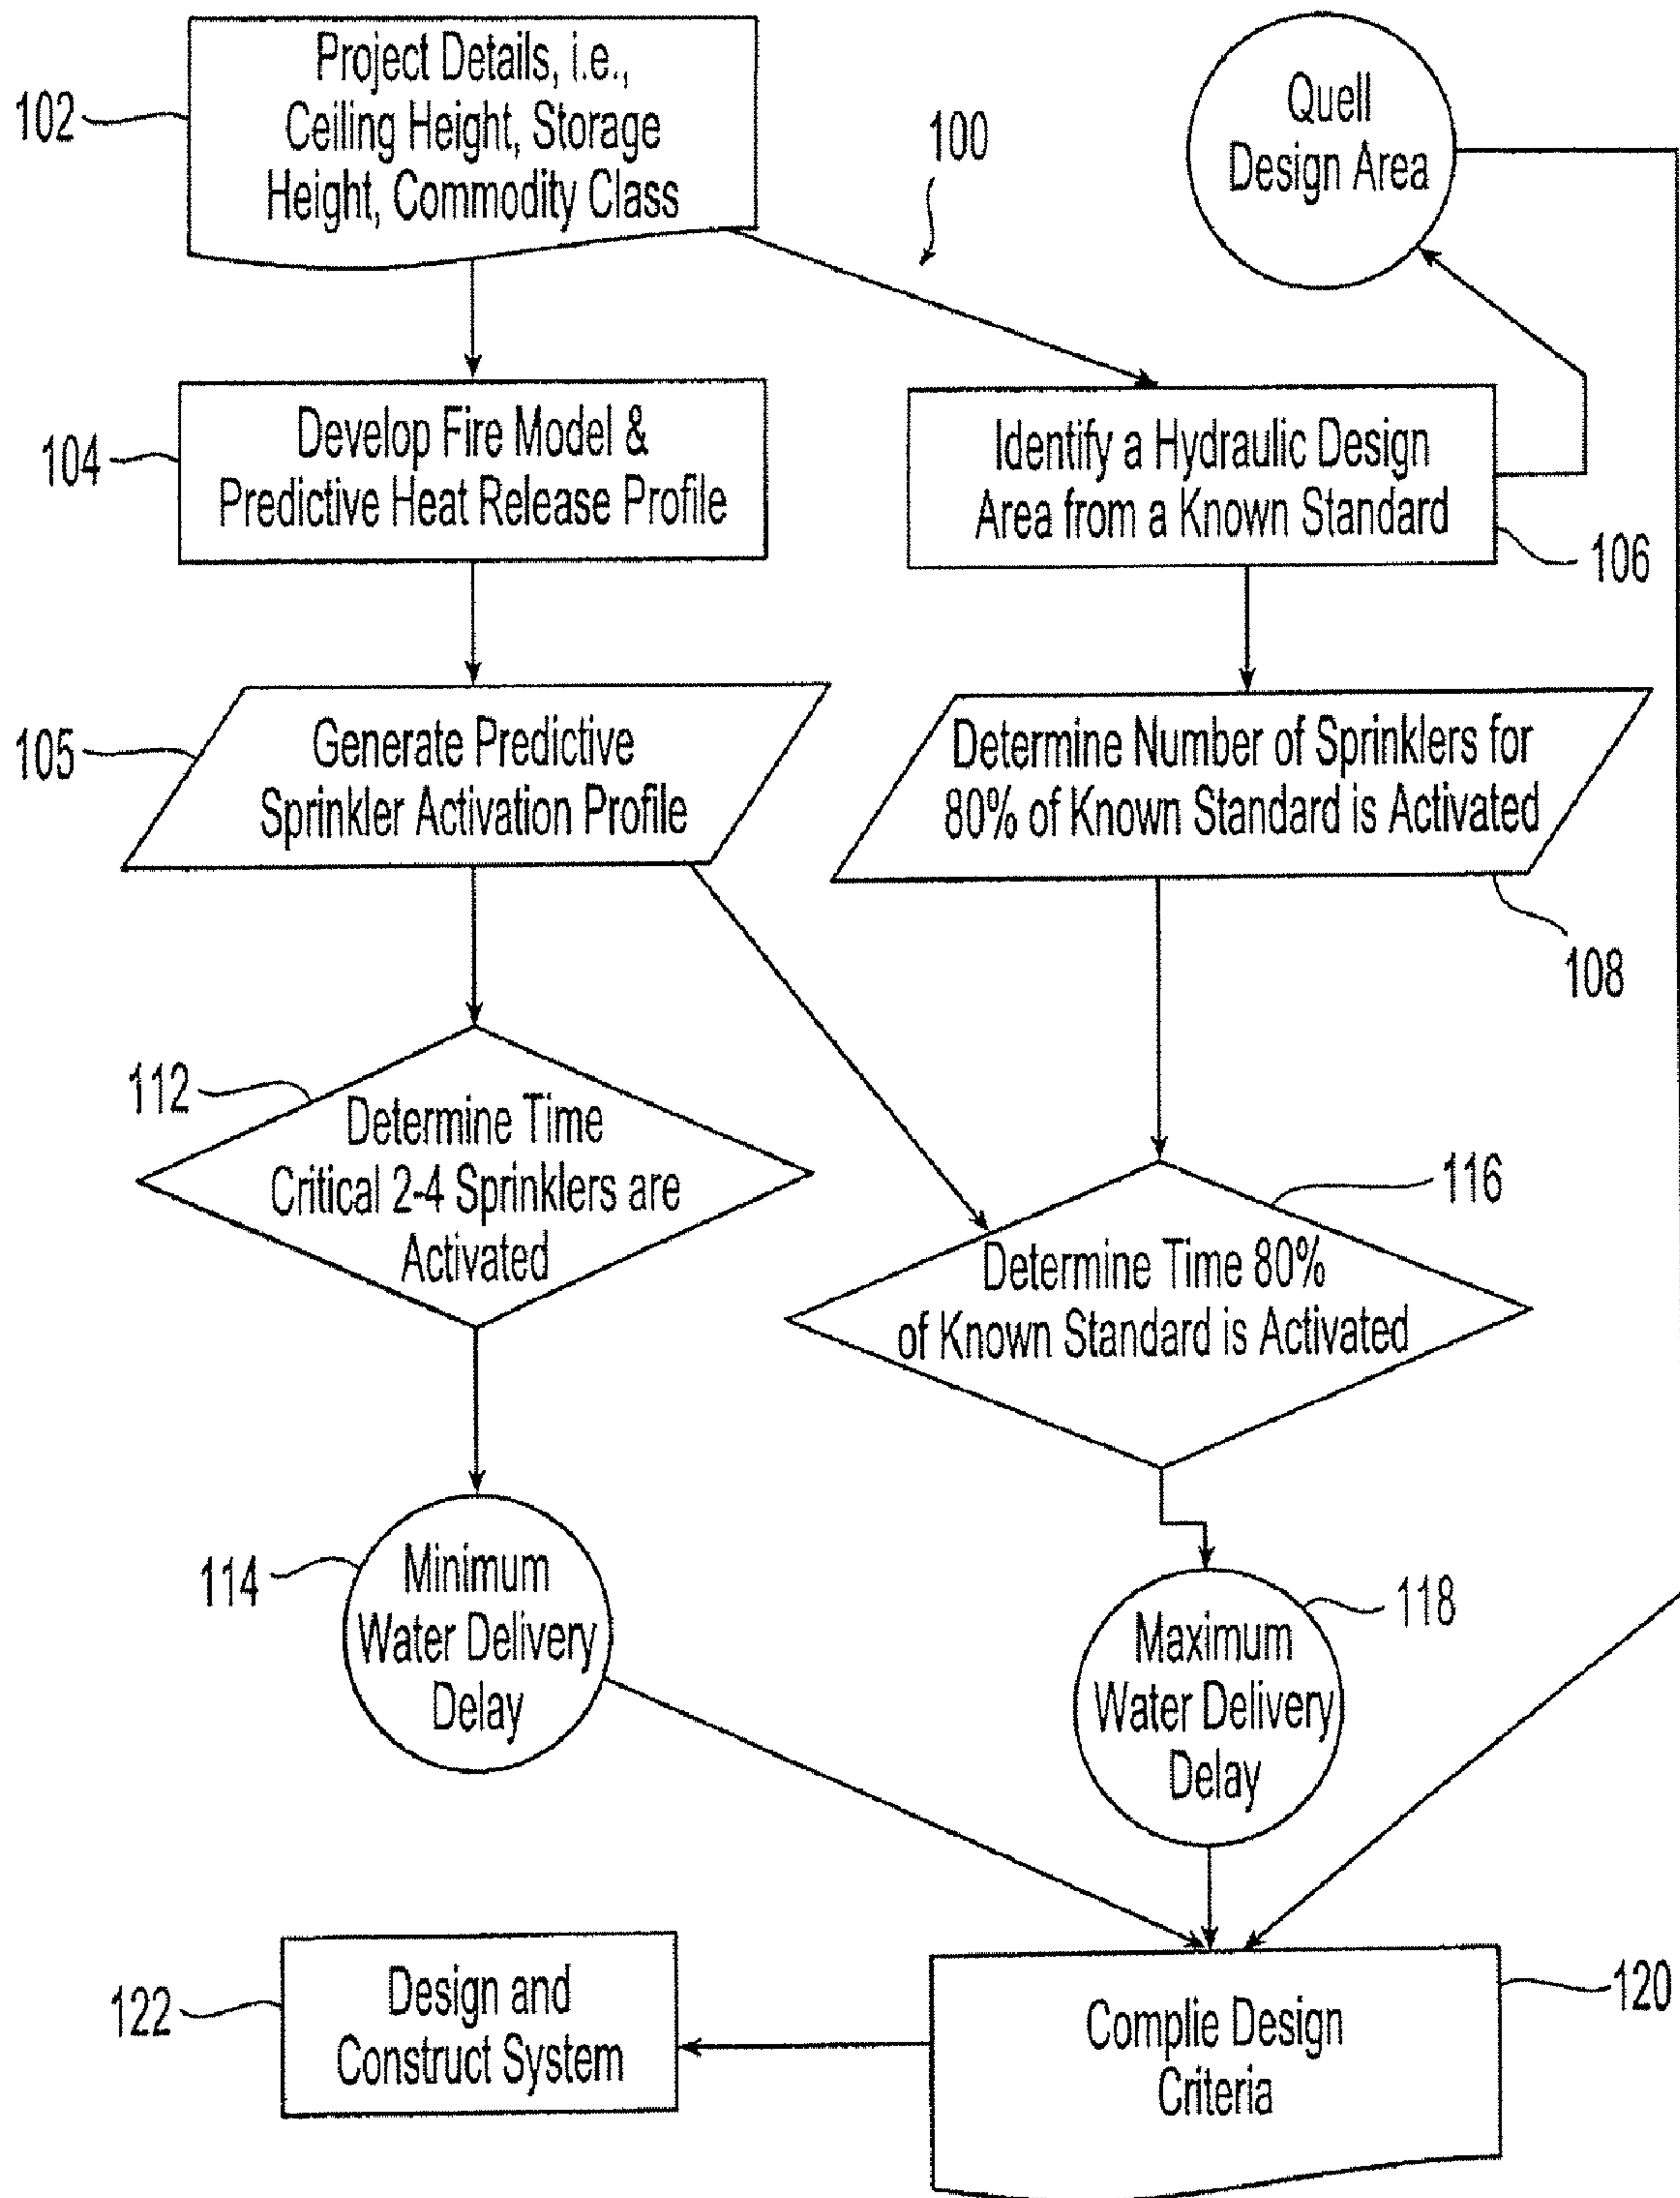 102
Project Details, i.e.,
Ceiling Height, Storage
Height, Commodity Class
100
Quell
Design Area
104
Develop Fire Model &
Predictive Heat Release Profile
Identify a Hydraulic Design
Area from a Known Standard
106
105
Generate Predictive
Sprinkler Activation Profile
Determine Number of Sprinklers for
80% of Known Standard is Activated
108
112
Determine Time
Critical 2-4 Sprinklers are
Activated
116
Determine Time 80%
of Known Standard is Activated
114
Minimum
Water Delivery
Delay
118
Maximum
Water Delivery
Delay
122
Design and
Construct System
120
Complie Design
Criteria